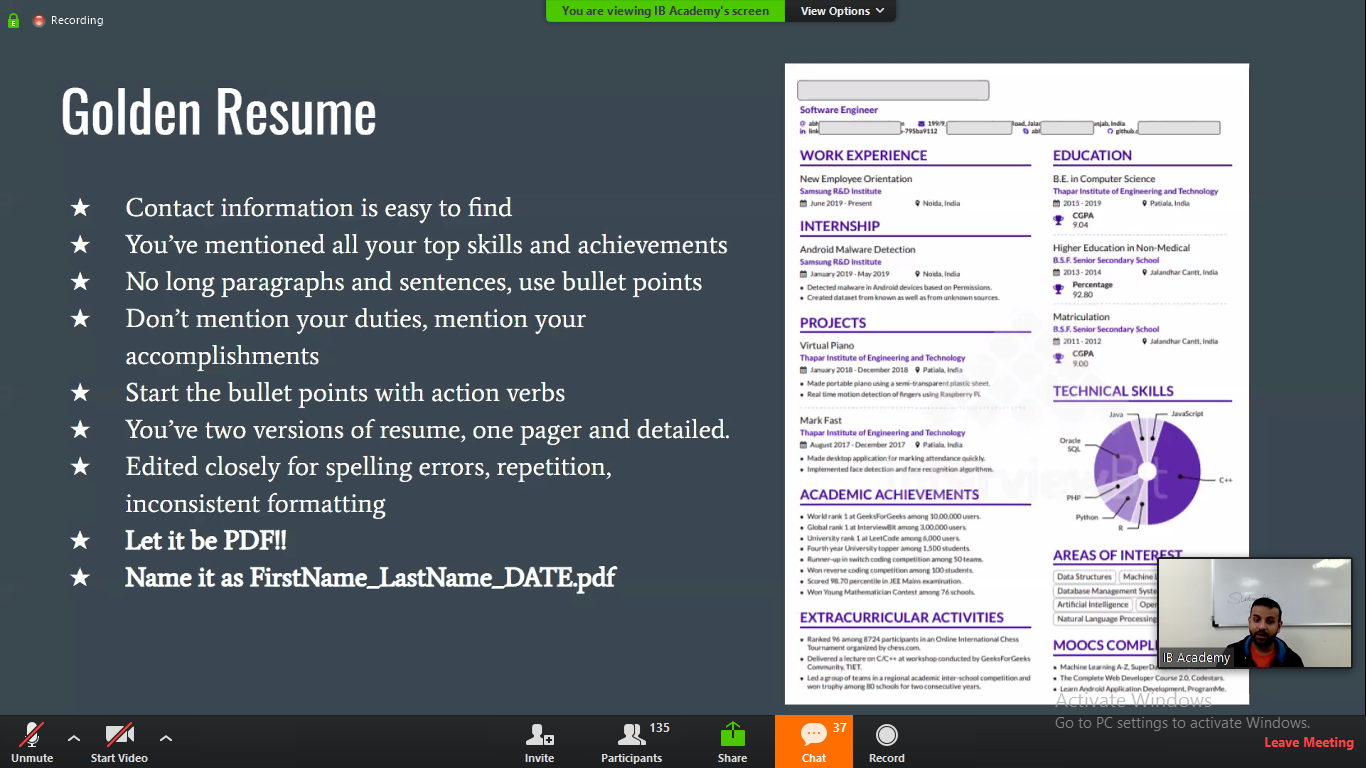 Recording
You are viewing IB Academy's screen
View Options
Golden Resume
★ Contact information is easy to find
★ You've mentioned all your top skills and achievements
★ No long paragraphs and sentences, use bullet points
★ Don't mention your duties, mention your
accomplishments
★ Start the bullet points with action verbs
★ You've two versions of resume, one pager and detailed.
★ Edited closely for spelling errors, repetition,
inconsistent formatting
★ Let it be PDF!!
★ Name it as FirstName_LastName_DATE.pdf
Software Engineer
199/9, Road, Jala njab, India
link -795ba9112 github.
WORK EXPERIENCE
New Employee Orientation
Samsung R&D Institute
June 2019 - Present Noida, India
INTERNSHIP
Android Malware Detection
Samsung R&D Institute
January 2019 - May 2019 Noida, India
• Detected malware in Android devices based on Permissions.
• Created dataset from known as well as from unknown sources.
PROJECTS
Virtual Piano
Thapar Institute of Engineering and Technology
January 2018 - December 2018 Patiala, India
• Made portable piano using a semi-transparent plastic sheet.
• Real time motion detection of fingers using Raspberry Pi.
Mark Fast
Thapar Institute of Engineering and Technology
August 2017 - December 2017 Patiala, India
• Made desktop application for marking attendance quickly.
• Implemented face detection and face recognition algorithm.
ACADEMIC ACHIEVEMENTS
• World rank 1 at GeeksForGeeks among 10,00,000 users.
• Global rank 1 at InterviewBit among 3,00,000 users.
• University rank 1 at LeetCode among 6,000 users.
• Fourth year University topper among 1,500 students.
• Runner-up in switch coding competition among 50 teams.
• Won reverse coding competition among 100 students.
• Scored 98.70 percentile in JEE Mains examination.
• Won Young Mathematician Contest among 76 schools.
EXTRACURRICULAR ACTIVITIES
• Ranked 96 among 8724 participants in an Online International Chess
Tournament organized by chess.com.
• Delivered a lecture on C/C++ at workshop conducted by GeeksForGeeks
Community, TIET.
• Led a group of teams in a regional academic inter-school competition and
won trophy among 80 schools for two consecutive years.
EDUCATION
B.E. in Computer Science
Thapar Institute of Engineering and Technology
2015 - 2019 Patiala, India
CGPA
9.04
Higher Education in Non-Medical
B.S.F. Senior Secondary School
2013 - 2014 Jalandhar Cantt, India
Percentage
92.80
Matriculation
B.S.F. Senior Secondary School
2011 - 2012 Jalandhar Cantt, India
CGPA
9.00
TECHNICAL SKILLS
Java JavaScript
Oracle
SQL
C++
PHP
Python
R
AREAS OF INTEREST
Data Structures Machine
Database Management Syste
Artificial Intelligence Oper
Natural Language Processing
MOOCS COMPL
• Machine Learning A-Z, SuperDa
• The Complete Web Developer Course 2.0, Codestars.
• Learn Android Application Development, ProgramMe.
InterviewBit
IB Academy
Activate Windows
Go to PC settings to activate Windows.
Unmute
Start Video
Invite
Participants 135
Share
Chat 37
Record
Leave Meeting